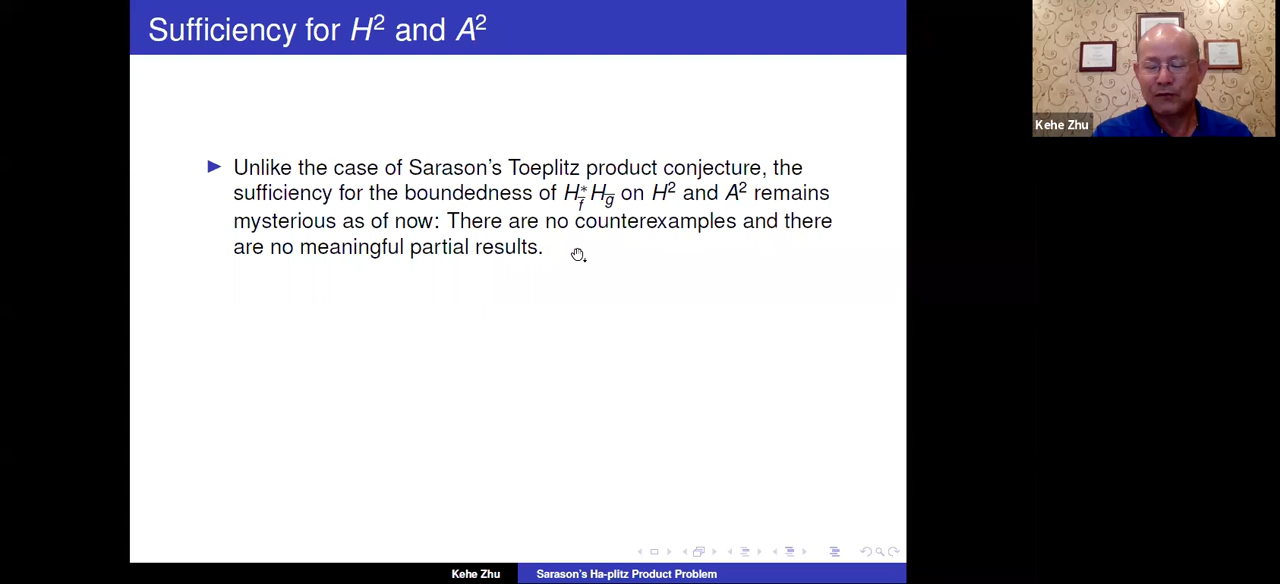 Sufficiency for H² and A²
Unlike the case of Sarason's Toeplitz product conjecture, the
sufficiency for the boundedness of H*_f̅ H_g̅ on H² and A² remains
mysterious as of now: There are no counterexamples and there
are no meaningful partial results.
Kehe Zhu
Kehe Zhu
Sarason's Ha-plitz Product Problem